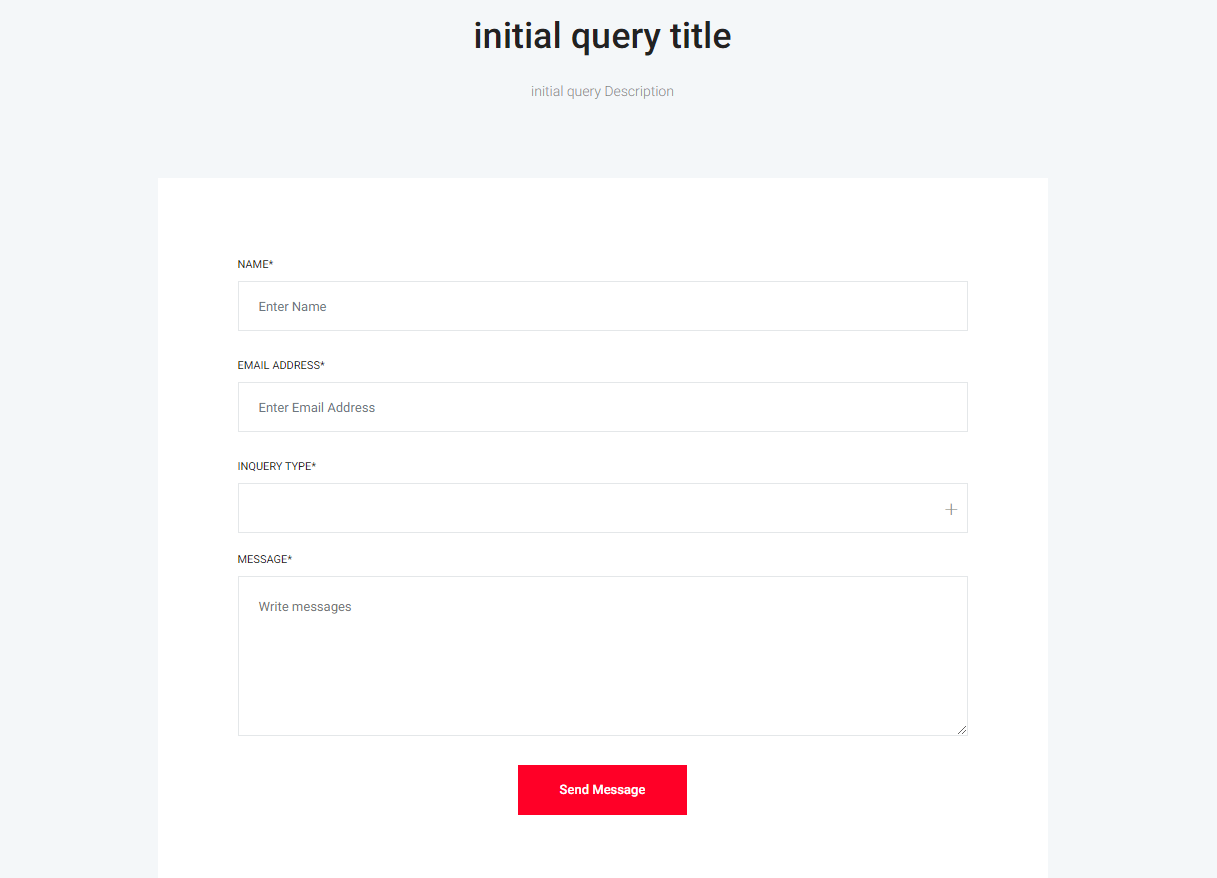 initial query title
initial query Description
NAME*
Enter Name
EMAIL ADDRESS*
Enter Email Address
INQUERY TYPE*
MESSAGE*
Write messages
Send Message